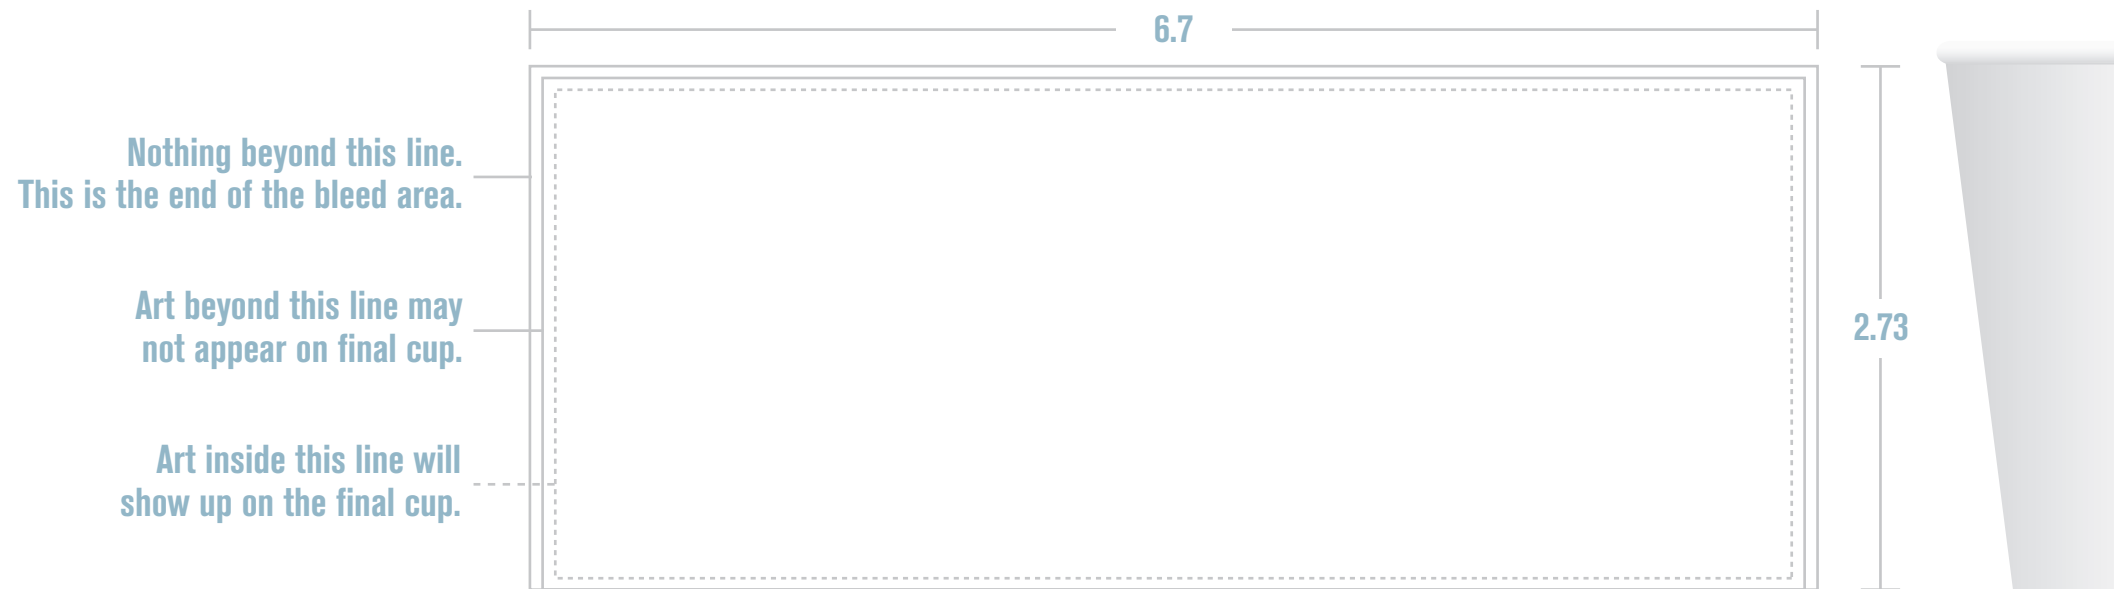 6.7
Nothing beyond this line.
This is the end of the bleed area.
Art beyond this line may
not appear on final cup.
2.73
Art inside this line will
show up on the final cup.